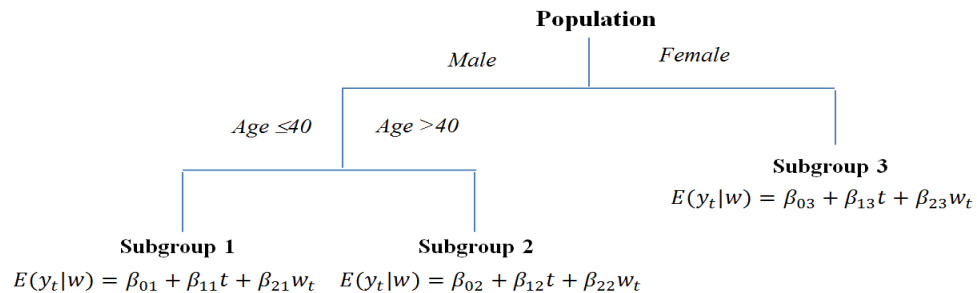 Population
Male Female
Age ≤40 Age >40
Subgroup 3
E(y_t|w) = β_03 + β_13 t + β_23 w_t
Subgroup 1 Subgroup 2
E(y_t|w) = β_01 + β_11 t + β_21 w_t E(y_t|w) = β_02 + β_12 t + β_22 w_t